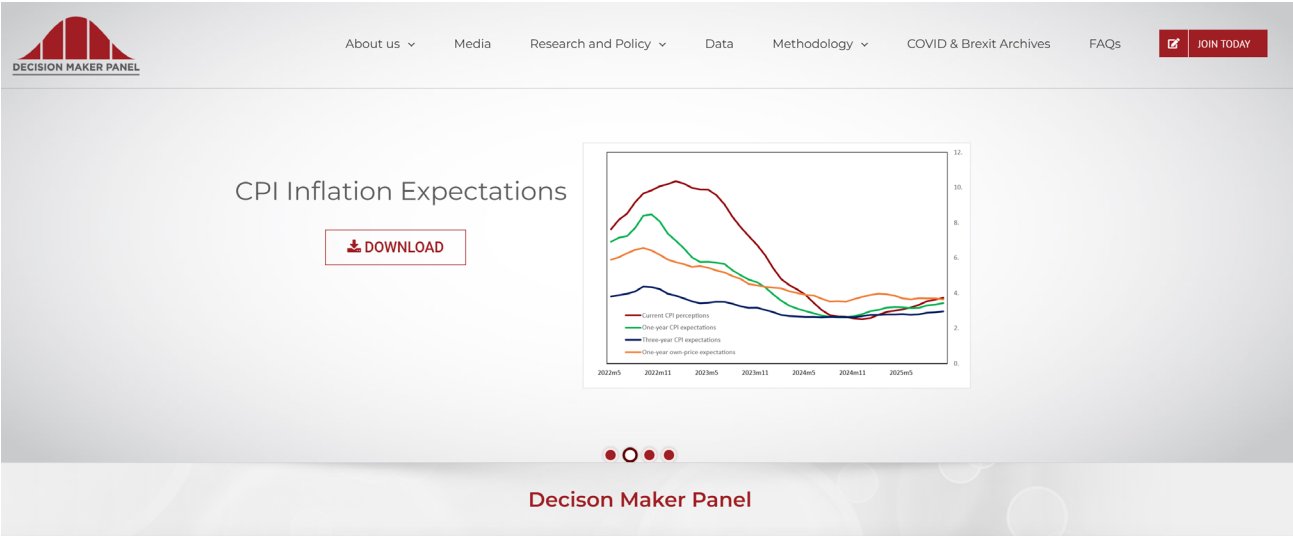 DECISION MAKER PANEL
About us
Media
Research and Policy
Data
Methodology
COVID & Brexit Archives
FAQs
JOIN TODAY
CPI Inflation Expectations
DOWNLOAD
12.
10.
8.
6.
4.
2.
0.
Current CPI perceptions
One-year CPI expectations
Three-year CPI expectations
One-year own-price expectations
2022m5 2022m11 2023m5 2023m11 2024m5 2024m11 2025m5
Decison Maker Panel